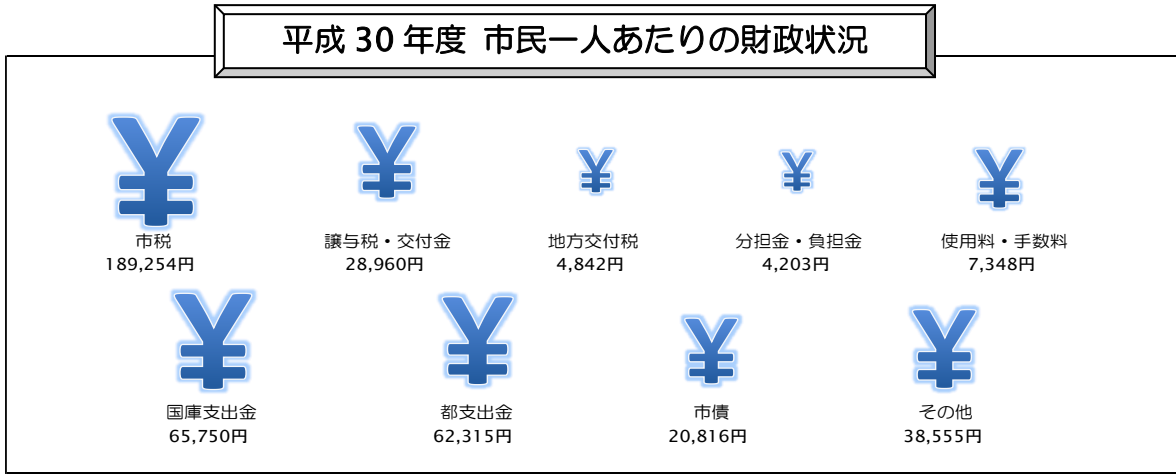 平成 30 年度 市民一人あたりの財政状況
市税
189,254円
譲与税・交付金
28,960円
地方交付税
4,842円
分担金・負担金
4,203円
使用料・手数料
7,348円
国庫支出金
65,750円
都支出金
62,315円
市債
20,816円
その他
38,555円